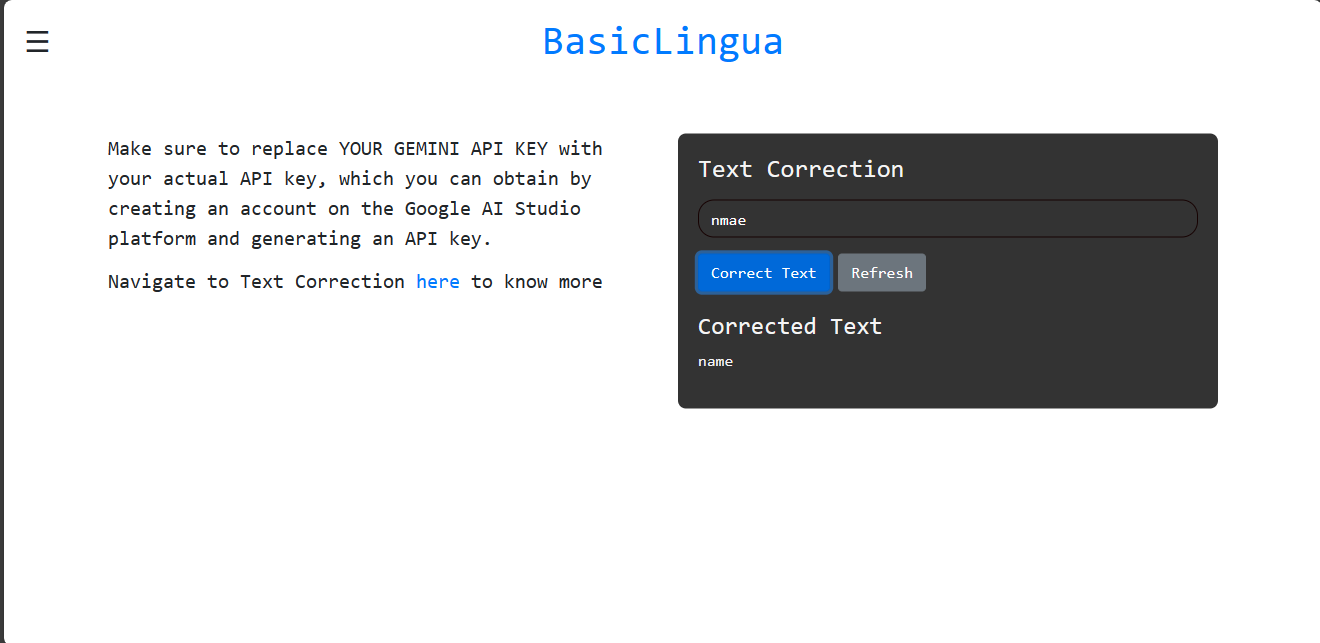 BasicLingua
Make sure to replace YOUR GEMINI API KEY with
your actual API key, which you can obtain by
creating an account on the Google AI Studio
platform and generating an API key.
Navigate to Text Correction here to know more
Text Correction
nmae
Correct Text Refresh
Corrected Text
name